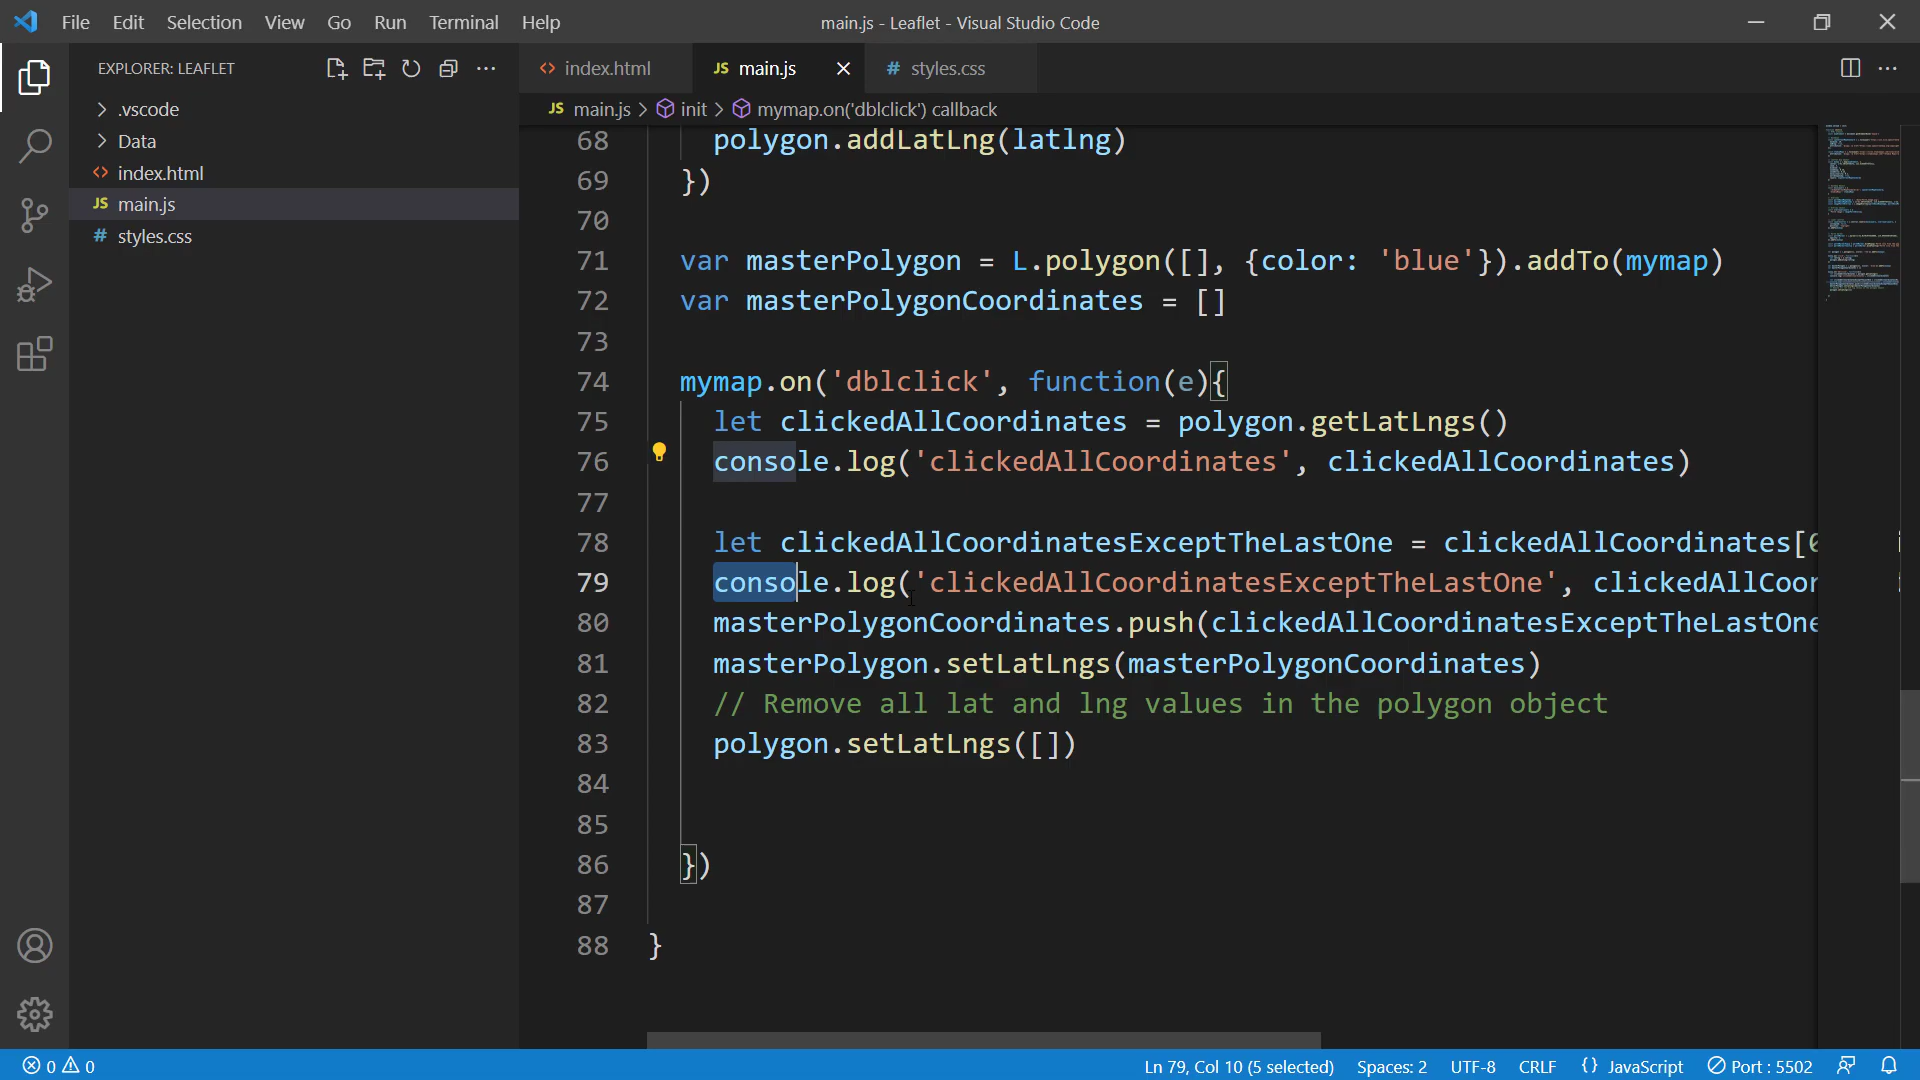 File Edit Selection View Go Run Terminal Help
main.js - Leaflet - Visual Studio Code
EXPLORER: LEAFLET
.vscode
Data
index.html
JS main.js
# styles.css
index.html
JS main.js
# styles.css
JS main.js > init > mymap.on('dblclick') callback
68 polygon.addLatLng(latlng)
69 })
70
71 var masterPolygon = L.polygon([], {color: 'blue'}).addTo(mymap)
72 var masterPolygonCoordinates = []
73
74 mymap.on('dblclick', function(e){
75 let clickedAllCoordinates = polygon.getLatLngs()
76 console.log('clickedAllCoordinates', clickedAllCoordinates)
77
78 let clickedAllCoordinatesExceptTheLastOne = clickedAllCoordinates[0
79 console.log('clickedAllCoordinatesExceptTheLastOne', clickedAllCoor
80 masterPolygonCoordinates.push(clickedAllCoordinatesExceptTheLastOne
81 masterPolygon.setLatLngs(masterPolygonCoordinates)
82 // Remove all lat and lng values in the polygon object
83 polygon.setLatLngs([])
84
85
86 })
87
88 }
0 0
Ln 79, Col 10 (5 selected) Spaces: 2 UTF-8 CRLF {} JavaScript Port : 5502